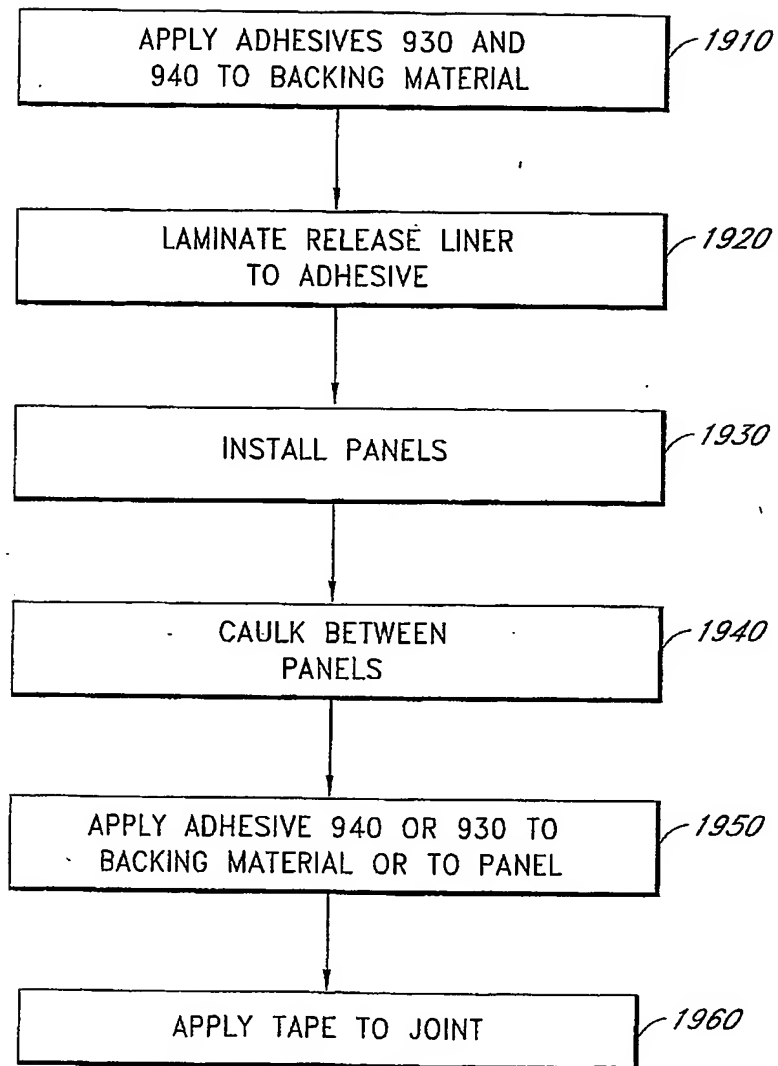 APPLY ADHESIVES 930 AND
940 TO BACKING MATERIAL
1910
LAMINATE RELEASE LINER
TO ADHESIVE
1920
INSTALL PANELS
1930
CAULK BETWEEN
PANELS
1940
APPLY ADHESIVE 940 OR 930 TO
BACKING MATERIAL OR TO PANEL
1950
APPLY TAPE TO JOINT
1960